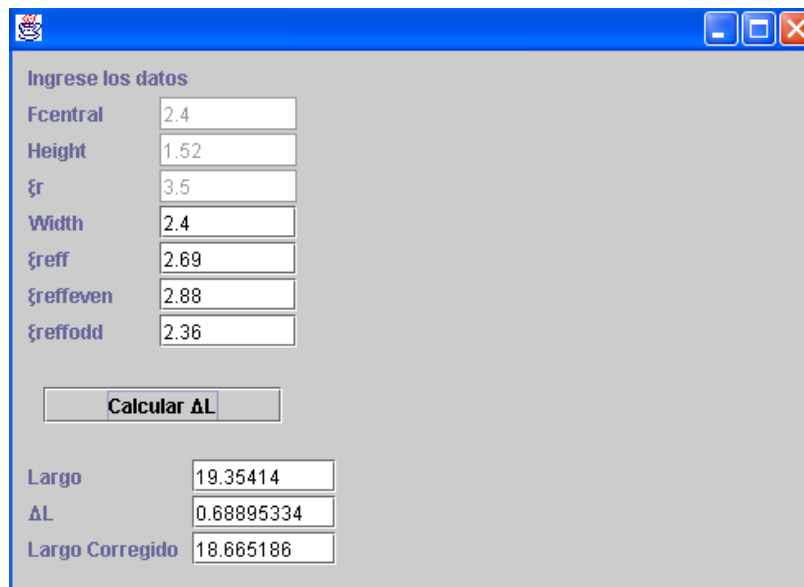 Ingrese los datos
Fcentral 2.4
Height 1.52
ξr 3.5
Width 2.4
ξreff 2.69
ξreffeven 2.88
ξreffodd 2.36
Calcular ΔL
Largo 19.35414
ΔL 0.68895334
Largo Corregido 18.665186